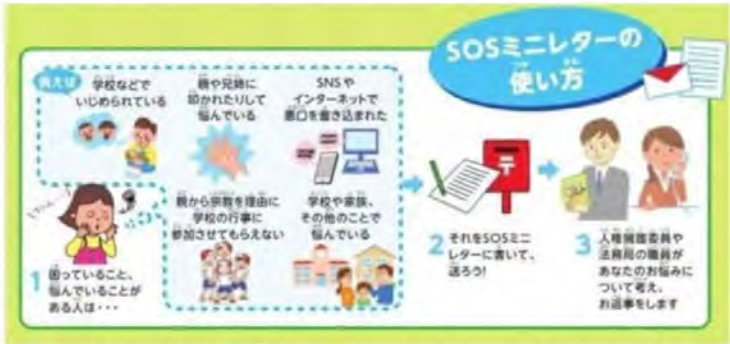 SOSミニレターの
使い方
例えば
学校などで
いじめられている
親や兄姉に
叩かれたりして
悩んでいる
SNSや
インターネットで
悪口を書き込まれた
親から宗教を理由に
学校の行事に
参加させてもらえない
学校や家族、
その他のことで
悩んでいる
1 困っていること、
悩んでいることが
ある人は・・・
2 それをSOSミニ
レターに書いて、
送ろう!
3 人権擁護委員や
法務局の職員が
あなたのお悩みに
ついて考え、
お返事をします